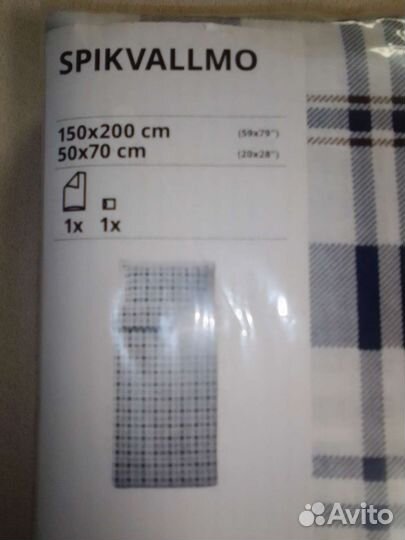 SPIKVALLMO
150x200 cm (59x79")
50x70 cm (20x28")
1x 1x
Avito